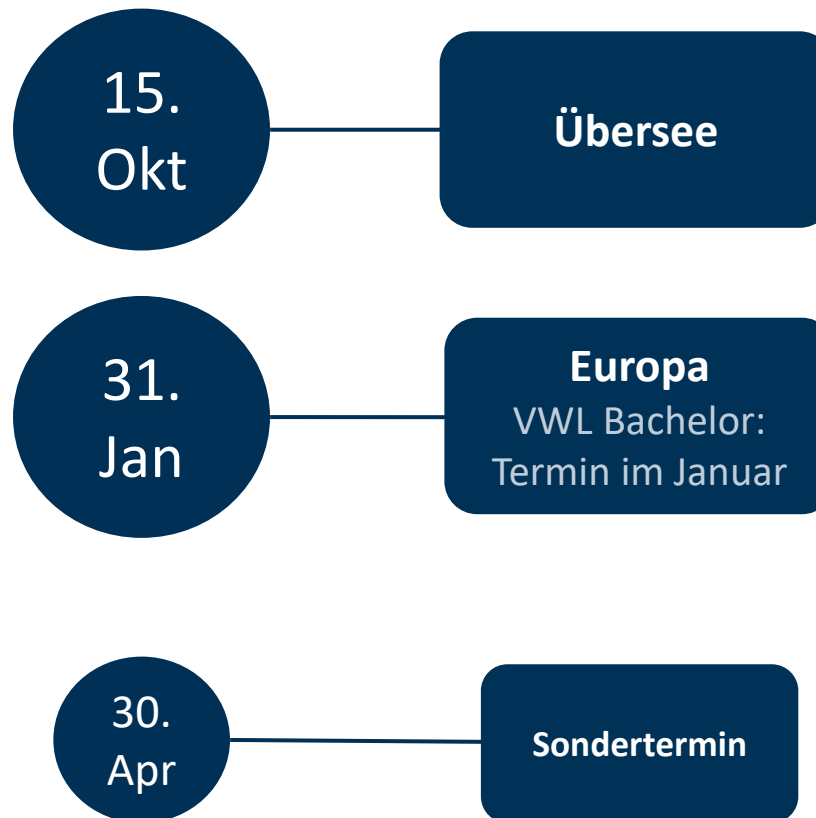 15.
Okt
Übersee
31.
Jan
Europa
VWL Bachelor:
Termin im Januar
30.
Apr
Sondertermin